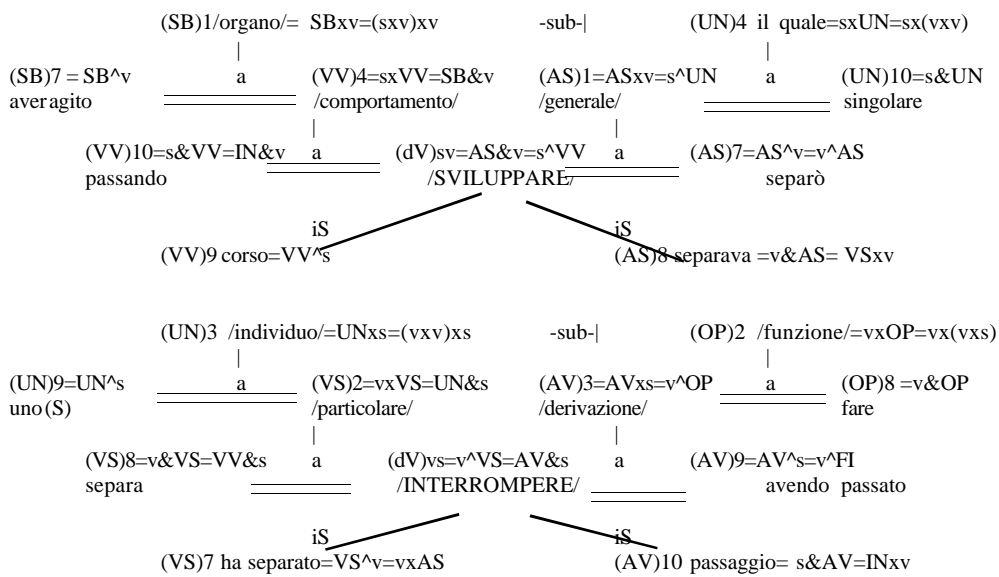 (SB)1/organo/= SBxv=(sxv)xv -sub-| (UN)4 il quale=sxUN=sx(vxv)
| |
(SB)7 = SB^v a (VV)4=sxVV=SB&v (AS)1=ASxv=s^UN a (UN)10=s&UN
aver agito /comportamento/ /generale/ singolare
| |
(VV)10=s&VV=IN&v a (dV)sv=AS&v=s^VV a (AS)7=AS^v=v^AS
passando /SVILUPPARE/ separò
iS iS
(VV)9 corso=VV^s (AS)8 separava =v&AS= VSxv
(UN)3 /individuo/=UNxs=(vxv)xs -sub-| (OP)2 /funzione/=vxOP=vx(vxs)
| |
(UN)9=UN^s a (VS)2=vxVS=UN&s (AV)3=AVxs=v^OP a (OP)8 =v&OP
uno (S) /particolare/ /derivazione/ fare
| |
(VS)8=v&VS=VV&s a (dV)vs=v^VS=AV&s a (AV)9=AV^s=v^FI
separa /INTERROMPERE/ avendo passato
iS iS
(VS)7 ha separato=VS^v=vxAS (AV)10 passaggio= s&AV=INxv